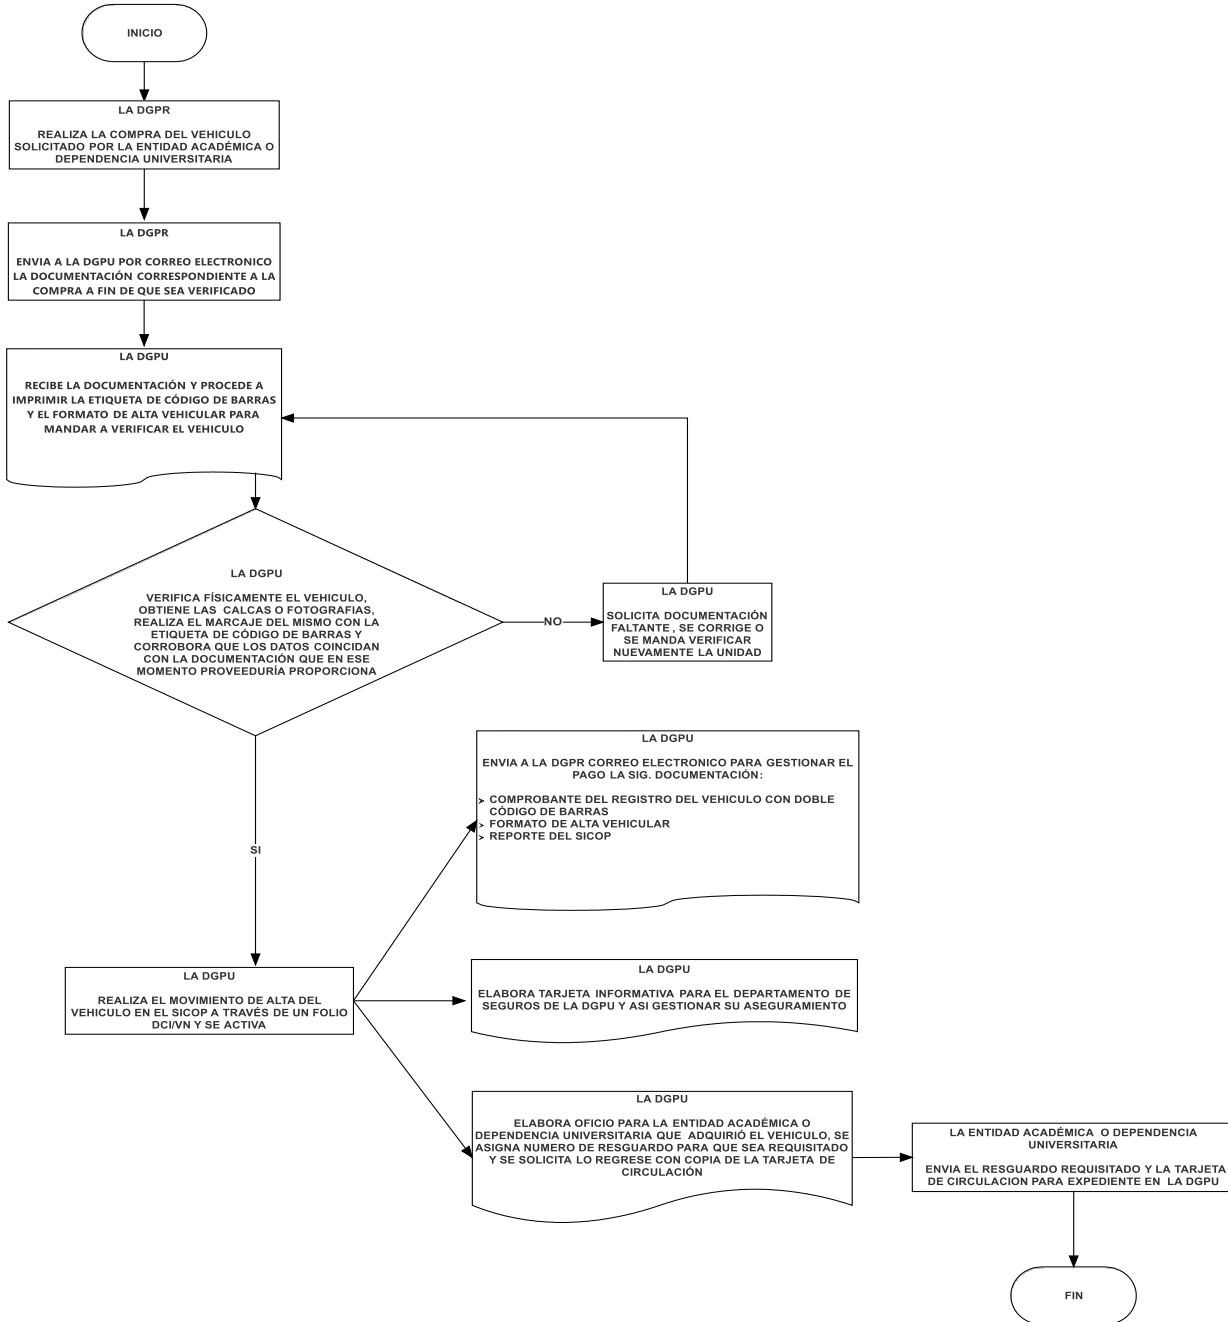 INICIO
LA DGPR
REALIZA LA COMPRA DEL VEHICULO
SOLICITADO POR LA ENTIDAD ACADÉMICA O
DEPENDENCIA UNIVERSITARIA
LA DGPR
ENVIA A LA DGPU POR CORREO ELECTRONICO
LA DOCUMENTACIÓN CORRESPONDIENTE A LA
COMPRA A FIN DE QUE SEA VERIFICADO
LA DGPU
RECIBE LA DOCUMENTACIÓN Y PROCEDE A
IMPRIMIR LA ETIQUETA DE CÓDIGO DE BARRAS
Y EL FORMATO DE ALTA VEHICULAR PARA
MANDAR A VERIFICAR EL VEHICULO
LA DGPU
VERIFICA FÍSICAMENTE EL VEHICULO,
OBTIENE LAS CALCAS O FOTOGRAFIAS,
REALIZA EL MARCAJE DEL MISMO CON LA
ETIQUETA DE CÓDIGO DE BARRAS Y
CORROBORA QUE LOS DATOS COINCIDAN
CON LA DOCUMENTACIÓN QUE EN ESE
MOMENTO PROVEEDURÍA PROPORCIONA
NO
LA DGPU
SOLICITA DOCUMENTACIÓN
FALTANTE , SE CORRIGE O
SE MANDA VERIFICAR
NUEVAMENTE LA UNIDAD
SI
LA DGPU
REALIZA EL MOVIMIENTO DE ALTA DEL
VEHICULO EN EL SICOP A TRAVÉS DE UN FOLIO
DCI/VN Y SE ACTIVA
LA DGPU
ENVIA A LA DGPR CORREO ELECTRONICO PARA GESTIONAR EL
PAGO LA SIG. DOCUMENTACIÓN:
➢ COMPROBANTE DEL REGISTRO DEL VEHICULO CON DOBLE
CÓDIGO DE BARRAS
➢ FORMATO DE ALTA VEHICULAR
➢ REPORTE DEL SICOP
LA DGPU
ELABORA TARJETA INFORMATIVA PARA EL DEPARTAMENTO DE
SEGUROS DE LA DGPU Y ASI GESTIONAR SU ASEGURAMIENTO
LA DGPU
ELABORA OFICIO PARA LA ENTIDAD ACADÉMICA O
DEPENDENCIA UNIVERSITARIA QUE ADQUIRIÓ EL VEHICULO, SE
ASIGNA NUMERO DE RESGUARDO PARA QUE SEA REQUISITADO
Y SE SOLICITA LO REGRESE CON COPIA DE LA TARJETA DE
CIRCULACIÓN
LA ENTIDAD ACADÉMICA O DEPENDENCIA
UNIVERSITARIA
ENVIA EL RESGUARDO REQUISITADO Y LA TARJETA
DE CIRCULACION PARA EXPEDIENTE EN LA DGPU
FIN